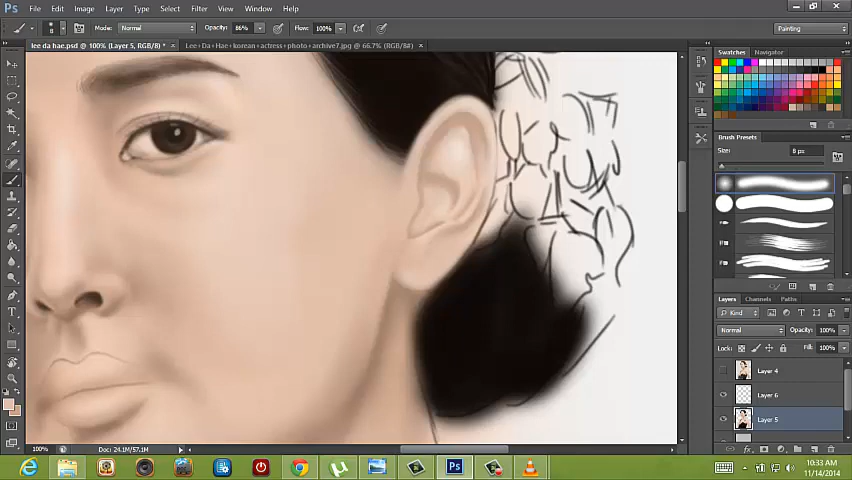 Ps File Edit Image Layer Type Select Filter View Window Help
8 Mode: Normal Opacity: 86% Flow: 100% Painting
lee da hae.psd @ 100% (Layer 5, RGB/8) * × Lee+Da+Hae+korean+actress+photo+archive7.jpg @ 66.7% (RGB/8#) ×
Swatches Navigator
Brush Presets
Size: 8 px
Layers Channels Paths
Kind
Normal Opacity: 100%
Lock: Fill: 100%
Layer 4
Layer 6
Layer 5
100% Doc: 24.1M/57.1M
Ps
10:33 AM
11/14/2014